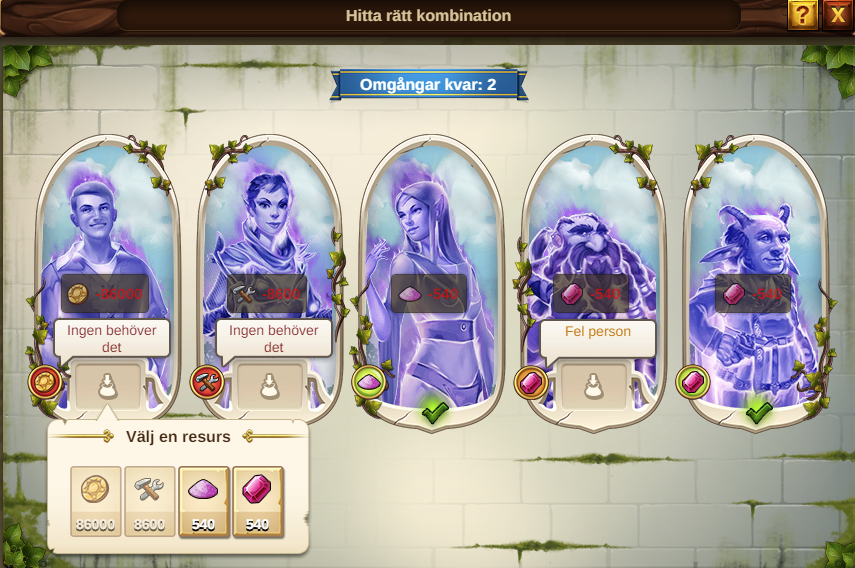 Hitta rätt kombination
? X
Omgångar kvar: 2
-86000
-8600
-540
-540
-540
Ingen behöver
det
Ingen behöver
det
Fel person
Välj en resurs
86000
8600
540
540